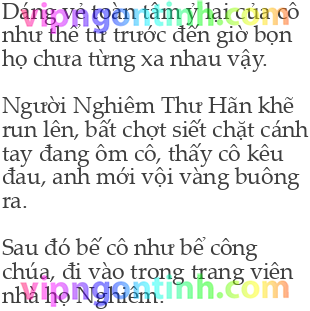 Dáng vẻ toàn tâm ỷ lại của cô
như thể từ trước đến giờ bọn
họ chưa từng xa nhau vậy.
Người Nghiêm Thư Hãn khẽ
run lên, bất chợt siết chặt cánh
tay đang ôm cô, thấy cô kêu
đau, anh mới vội vàng buông
ra.
Sau đó bế cô như bể công
chúa, đi vào trong trang viên
nhà họ Nghiêm.
vipngontinh.com
vipngontinh.com